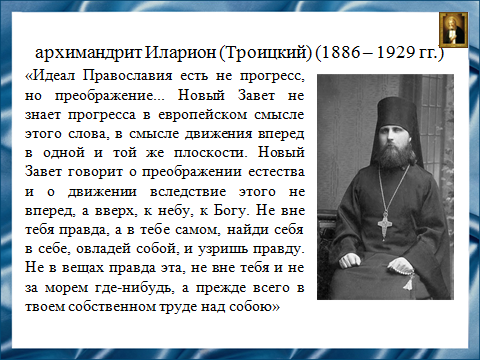 архимандрит Иларион (Троицкий) (1886 – 1929 гг.)
«Идеал Православия есть не прогресс,
но преображение... Новый Завет не
знает прогресса в европейском смысле
этого слова, в смысле движения вперед
в одной и той же плоскости. Новый
Завет говорит о преображении естества
и о движении вследствие этого не
вперед, а вверх, к небу, к Богу. Не вне
тебя правда, а в тебе самом, найди себя
в себе, овладей собой, и узришь правду.
Не в вещах правда эта, не вне тебя и не
за морем где-нибудь, а прежде всего в
твоем собственном труде над собою»